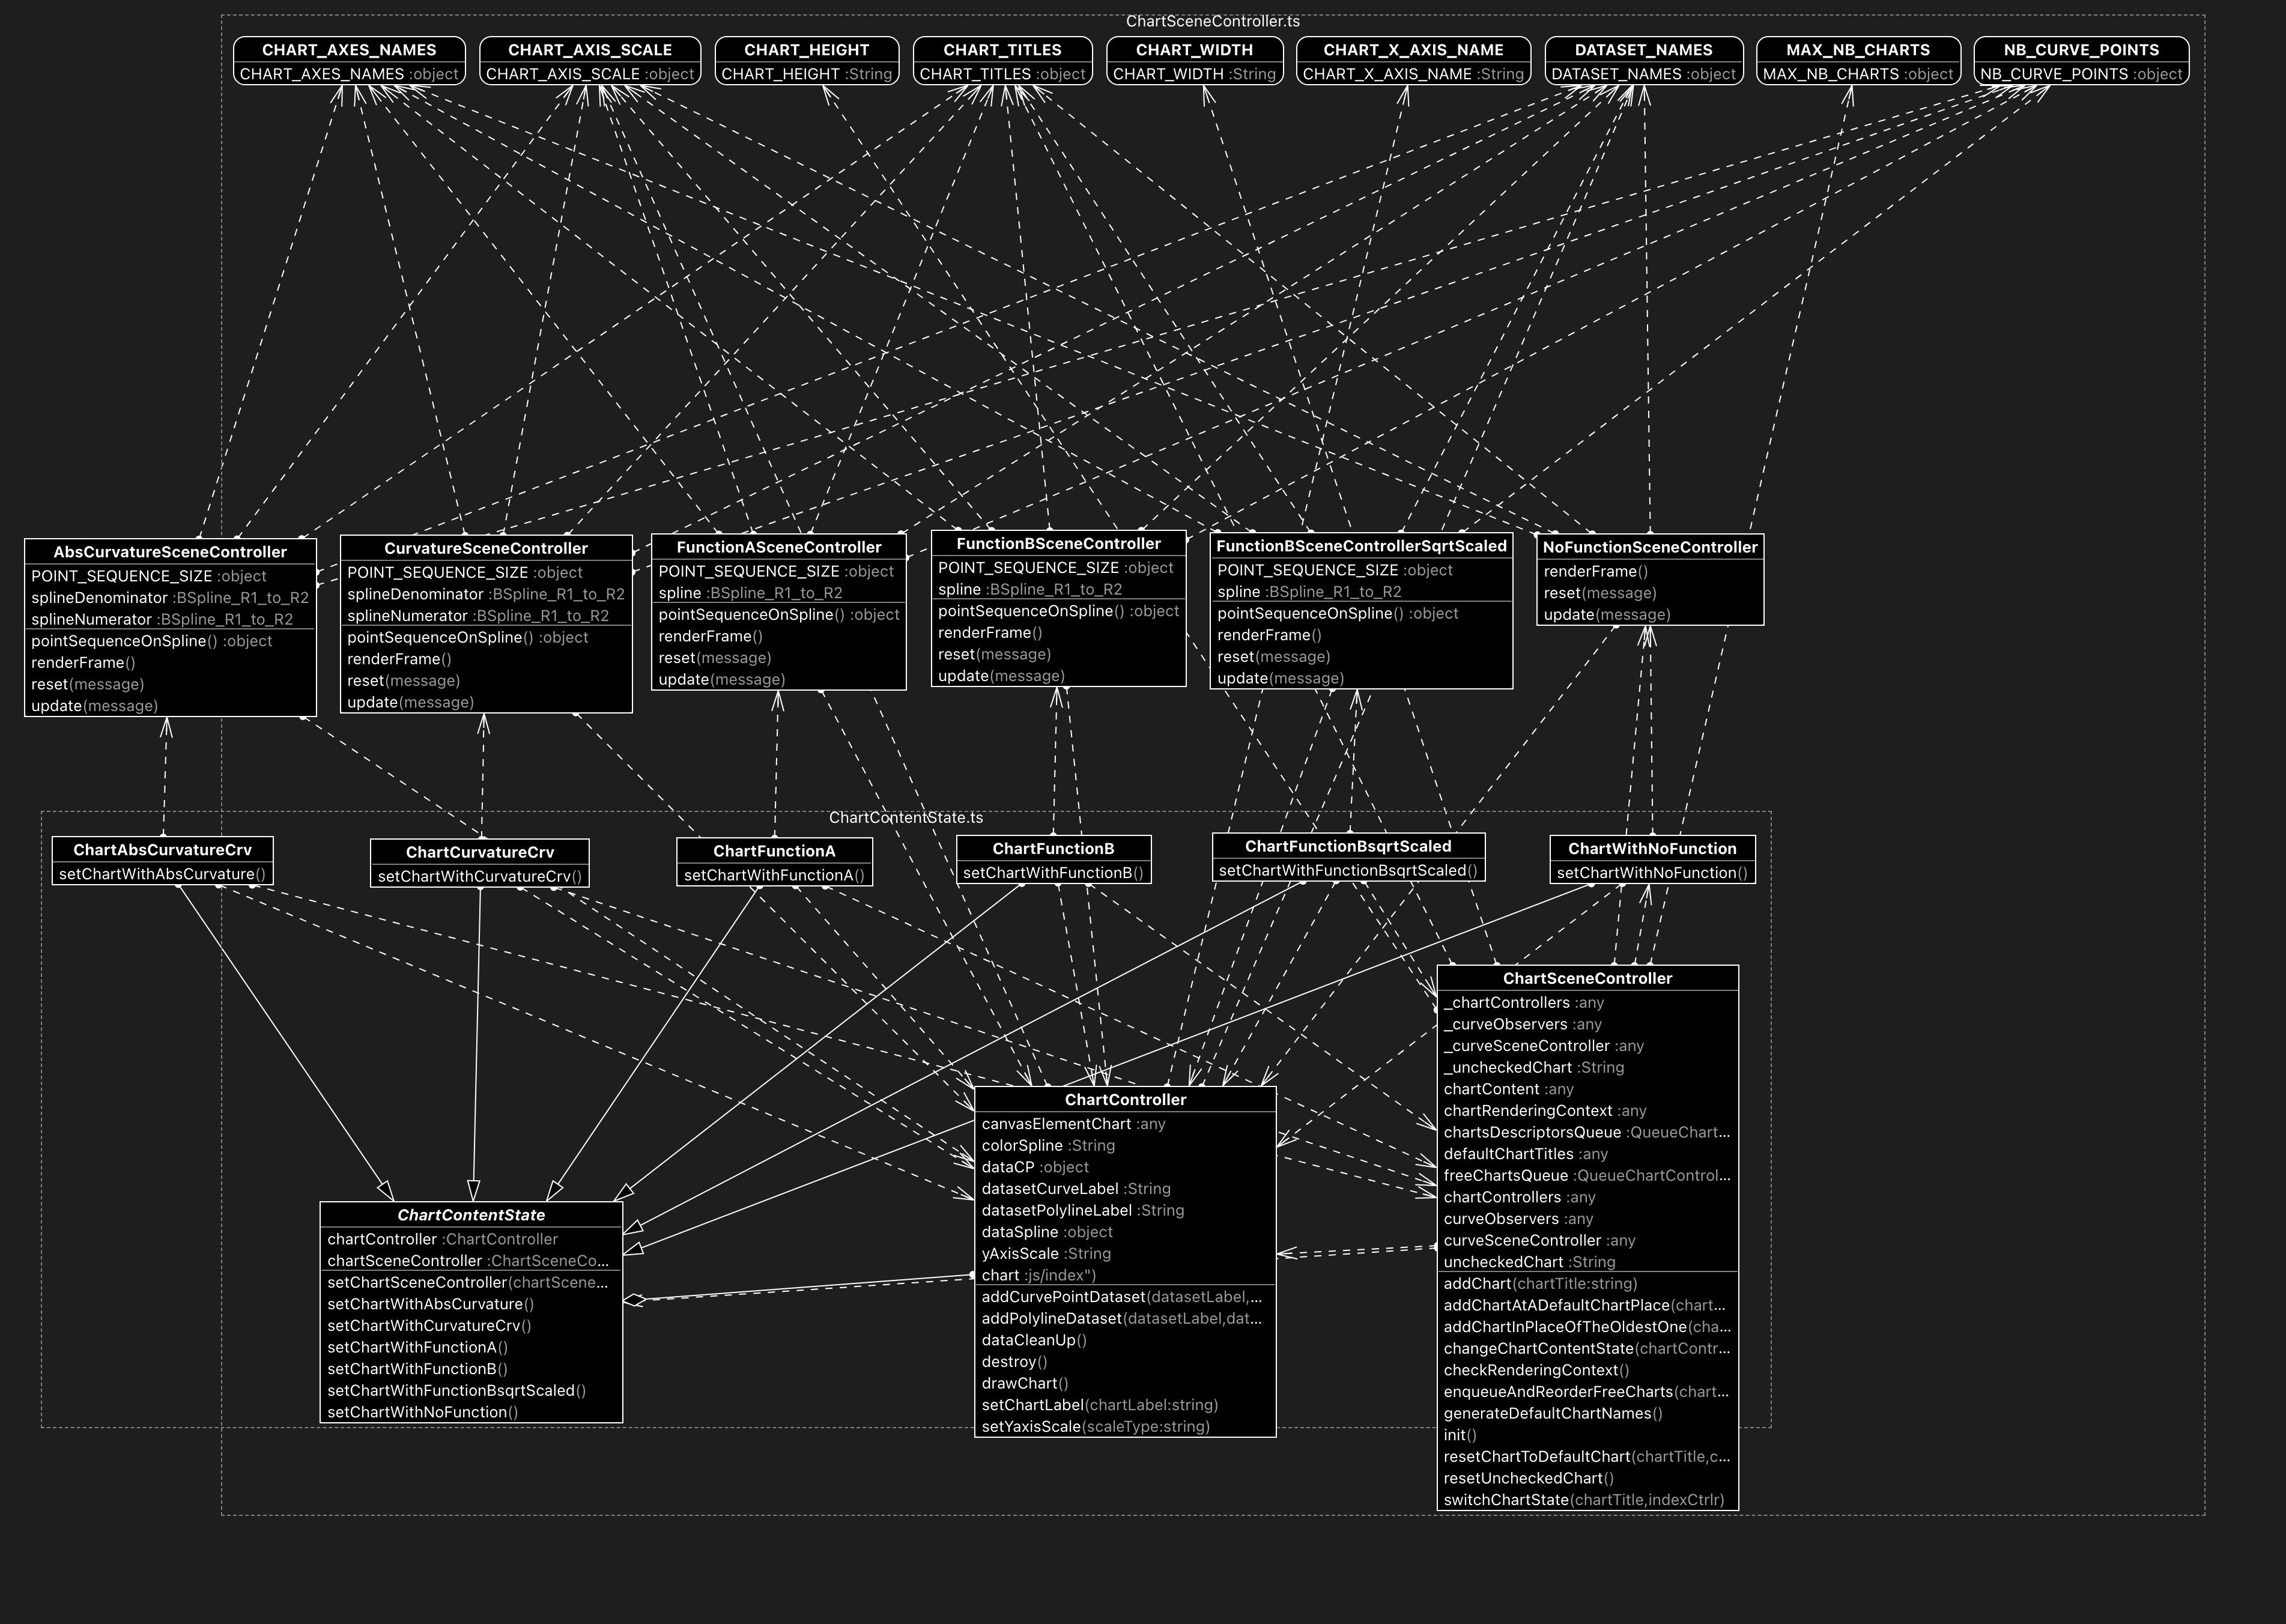 ChartSceneController.ts
CHART_AXES_NAMES
CHART_AXES_NAMES :object
CHART_AXIS_SCALE
CHART_AXIS_SCALE :object
CHART_HEIGHT
CHART_HEIGHT :String
CHART_TITLES
CHART_TITLES :object
CHART_WIDTH
CHART_WIDTH :String
CHART_X_AXIS_NAME
CHART_X_AXIS_NAME :String
DATASET_NAMES
DATASET_NAMES :object
MAX_NB_CHARTS
MAX_NB_CHARTS :object
NB_CURVE_POINTS
NB_CURVE_POINTS :object
AbsCurvatureSceneController
POINT_SEQUENCE_SIZE :object
splineDenominator :BSpline_R1_to_R2
splineNumerator :BSpline_R1_to_R2
pointSequenceOnSpline() :object
renderFrame()
reset(message)
update(message)
CurvatureSceneController
POINT_SEQUENCE_SIZE :object
splineDenominator :BSpline_R1_to_R2
splineNumerator :BSpline_R1_to_R2
pointSequenceOnSpline() :object
renderFrame()
reset(message)
update(message)
FunctionASceneController
POINT_SEQUENCE_SIZE :object
spline :BSpline_R1_to_R2
pointSequenceOnSpline() :object
renderFrame()
reset(message)
update(message)
FunctionBSceneController
POINT_SEQUENCE_SIZE :object
spline :BSpline_R1_to_R2
pointSequenceOnSpline() :object
renderFrame()
reset(message)
update(message)
FunctionBSceneControllerSqrtScaled
POINT_SEQUENCE_SIZE :object
spline :BSpline_R1_to_R2
pointSequenceOnSpline() :object
renderFrame()
reset(message)
update(message)
NoFunctionSceneController
renderFrame()
reset(message)
update(message)
ChartContentState.ts
ChartAbsCurvatureCrv
setChartWithAbsCurvature()
ChartCurvatureCrv
setChartWithCurvatureCrv()
ChartFunctionA
setChartWithFunctionA()
ChartFunctionB
setChartWithFunctionB()
ChartFunctionBsqrtScaled
setChartWithFunctionBsqrtScaled()
ChartWithNoFunction
setChartWithNoFunction()
ChartContentState
chartController :ChartController
chartSceneController :ChartSceneCo...
setChartSceneController(chartScene...
setChartWithAbsCurvature()
setChartWithCurvatureCrv()
setChartWithFunctionA()
setChartWithFunctionB()
setChartWithFunctionBsqrtScaled()
setChartWithNoFunction()
ChartController
canvasElementChart :any
colorSpline :String
dataCP :object
datasetCurveLabel :String
datasetPolylineLabel :String
dataSpline :object
yAxisScale :String
chart :js/index")
addCurvePointDataset(datasetLabel,...
addPolylineDataset(datasetLabel,dat...
dataCleanUp()
destroy()
drawChart()
setChartLabel(chartLabel:string)
setYaxisScale(scaleType:string)
ChartSceneController
_chartControllers :any
_curveObservers :any
_curveSceneController :any
_uncheckedChart :String
chartContent :any
chartRenderingContext :any
chartsDescriptorsQueue :QueueChart...
defaultChartTitles :any
freeChartsQueue :QueueChartControl...
chartControllers :any
curveObservers :any
curveSceneController :any
uncheckedChart :String
addChart(chartTitle:string)
addChartAtADefaultChartPlace(chart...
addChartInPlaceOfTheOldestOne(cha...
changeChartContentState(chartContr...
checkRenderingContext()
enqueueAndReorderFreeCharts(chart...
generateDefaultChartNames()
init()
resetChartToDefaultChart(chartTitle,c...
resetUncheckedChart()
switchChartState(chartTitle,indexCtrlr)